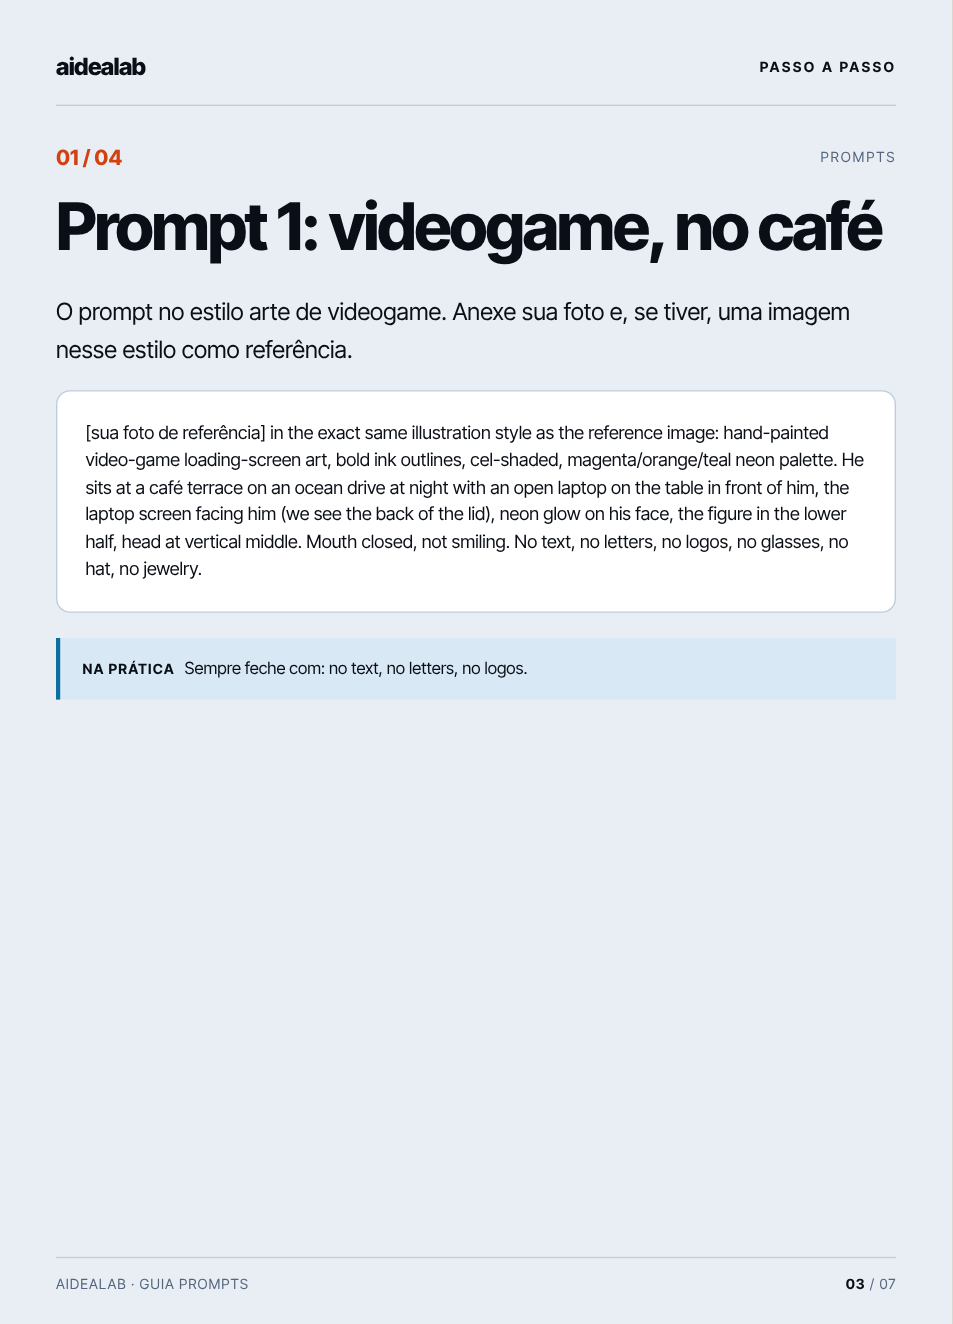 aidealab
PASSO A PASSO
01 / 04
PROMPTS
Prompt 1: videogame, no café
O prompt no estilo arte de videogame. Anexe sua foto e, se tiver, uma imagem
nesse estilo como referência.
[sua foto de referência] in the exact same illustration style as the reference image: hand-painted
video-game loading-screen art, bold ink outlines, cel-shaded, magenta/orange/teal neon palette. He
sits at a café terrace on an ocean drive at night with an open laptop on the table in front of him, the
laptop screen facing him (we see the back of the lid), neon glow on his face, the figure in the lower
half, head at vertical middle. Mouth closed, not smiling. No text, no letters, no logos, no glasses, no
hat, no jewelry.
NA PRÁTICA Sempre feche com: no text, no letters, no logos.
AIDEALAB · GUIA PROMPTS
03 / 07